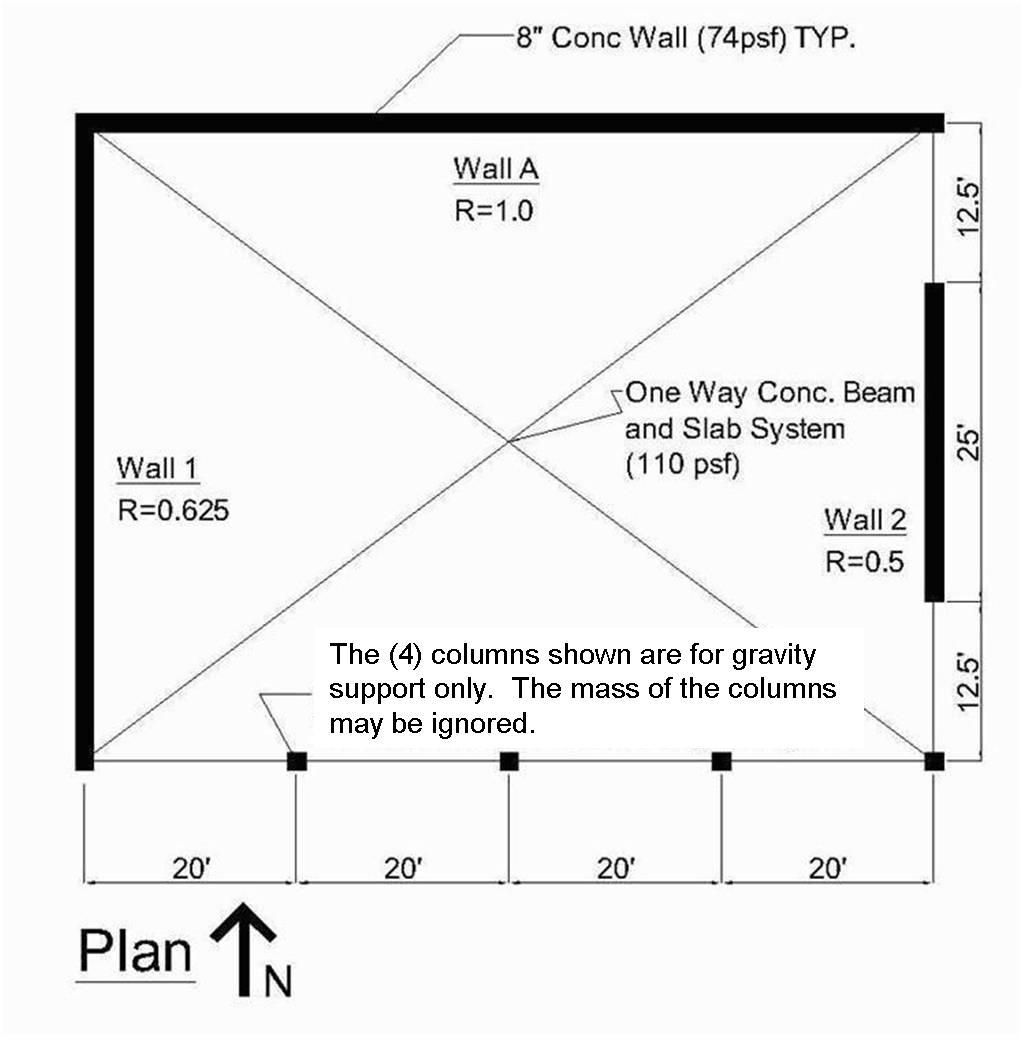 8" Conc Wall (74psf) TYP.
Wall A
R=1.0
12.5'
One Way Conc. Beam
and Slab System
(110 psf)
25'
Wall 1
R=0.625
Wall 2
R=0.5
The (4) columns shown are for gravity
support only.  The mass of the columns
may be ignored.
12.5'
20'
20'
20'
20'
Plan
N